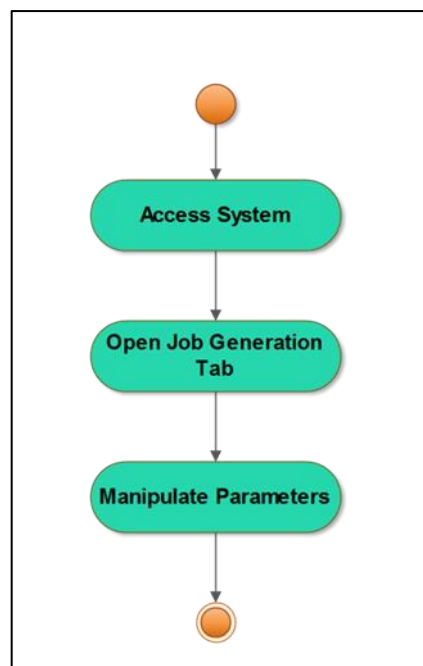 Access System
Open Job Generation
Tab
Manipulate Parameters